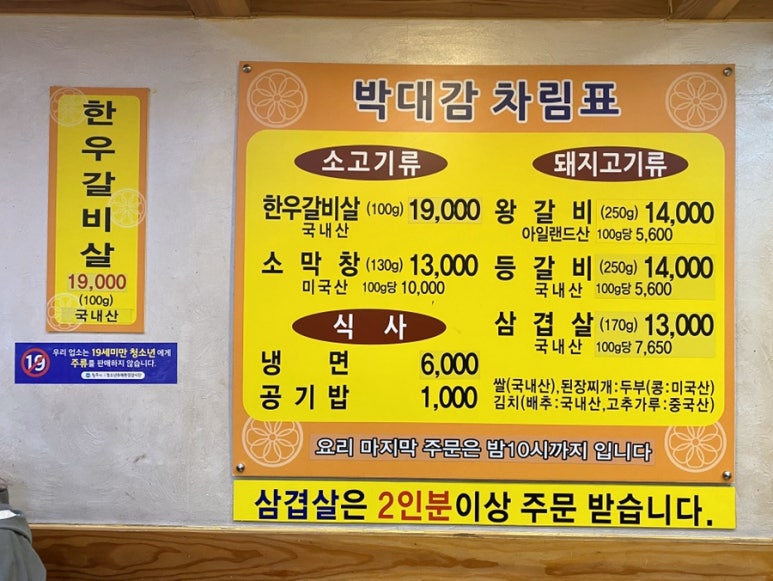 한우갈비살
19,000
(100g)
국내산
19
우리 업소는 19세미만 청소년에게
주류를 판매하지 않습니다.
박대감 차림표
소고기류
한우갈비살 (100g) 19,000
국내산
소막창 (130g) 13,000
미국산 100g당 10,000
식사
냉면 6,000
공기밥 1,000
돼지고기류
왕갈비 (250g) 14,000
아일랜드산 100g당 5,600
등갈비 (250g) 14,000
국내산 100g당 5,600
삼겹살 (170g) 13,000
국내산 100g당 7,650
쌀(국내산),된장찌개:두부(콩:미국산)
김치(배추:국내산,고추가루:중국산)
요리 마지막 주문은 밤10시까지 입니다
삼겹살은 2인분이상 주문 받습니다.